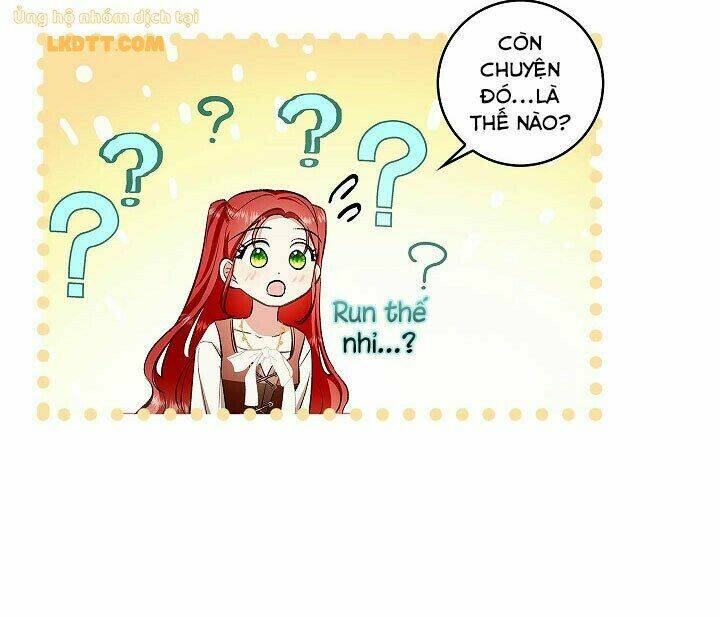 Ủng hộ nhóm dịch tại
LKDTT.COM
CÒN
CHUYỆN
ĐÓ...LÀ
THẾ NÀO?
Run thế
nhỉ...?